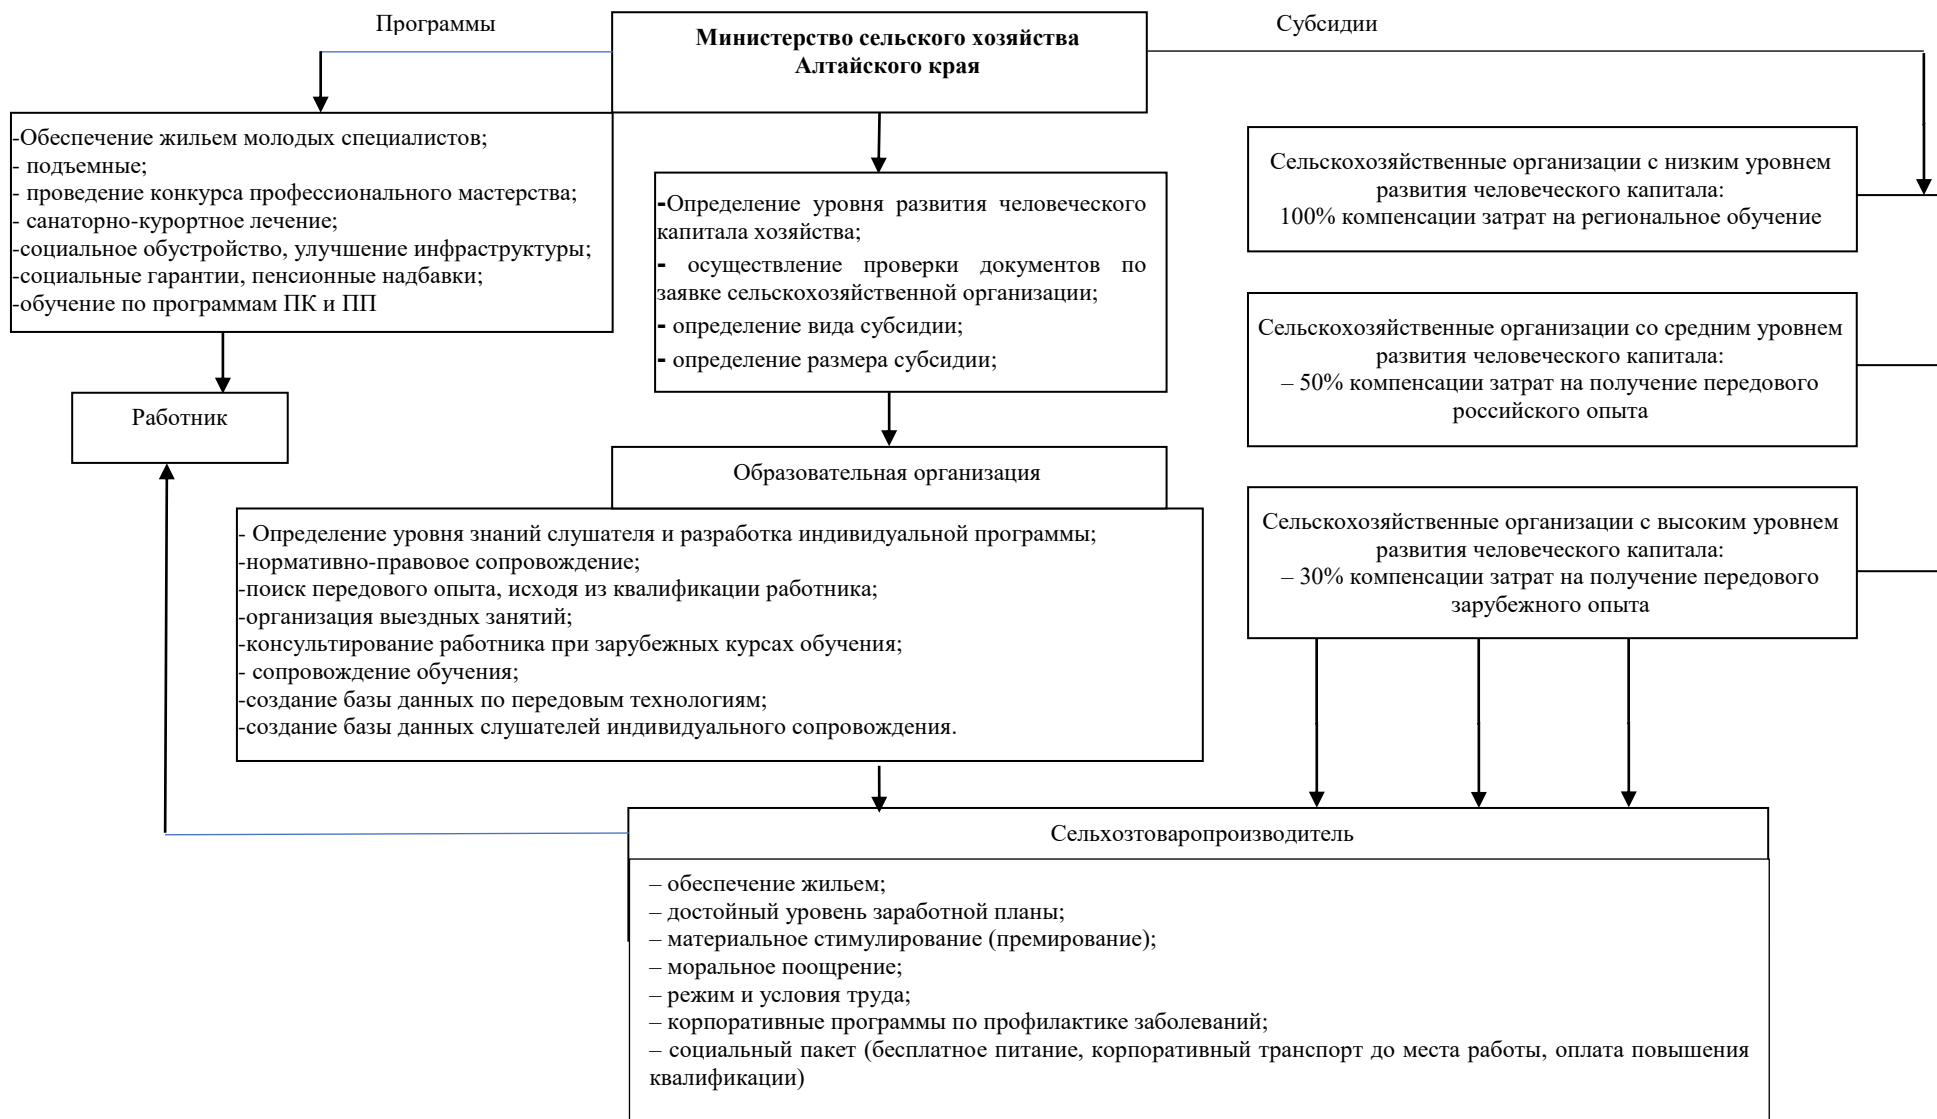 Программы
Министерство сельского хозяйства
Алтайского края
Субсидии
-Обеспечение жильем молодых специалистов;
- подъемные;
- проведение конкурса профессионального мастерства;
- санаторно-курортное лечение;
-социальное обустройство, улучшение инфраструктуры;
-социальные гарантии, пенсионные надбавки;
-обучение по программам ПК и ПП
Работник
-Определение уровня развития человеческого
капитала хозяйства;
- осуществление проверки документов по
заявке сельскохозяйственной организации;
- определение вида субсидии;
- определение размера субсидии;
Образовательная организация
- Определение уровня знаний слушателя и разработка индивидуальной программы;
-нормативно-правовое сопровождение;
-поиск передового опыта, исходя из квалификации работника;
-организация выездных занятий;
-консультирование работника при зарубежных курсах обучения;
- сопровождение обучения;
-создание базы данных по передовым технологиям;
-создание базы данных слушателей индивидуального сопровождения.
Сельскохозяйственные организации с низким уровнем
развития человеческого капитала:
100% компенсации затрат на региональное обучение
Сельскохозяйственные организации со средним уровнем
развития человеческого капитала:
– 50% компенсации затрат на получение передового
российского опыта
Сельскохозяйственные организации с высоким уровнем
развития человеческого капитала:
– 30% компенсации затрат на получение передового
зарубежного опыта
Сельхозтоваропроизводитель
– обеспечение жильем;
– достойный уровень заработной планы;
– материальное стимулирование (премирование);
– моральное поощрение;
– режим и условия труда;
– корпоративные программы по профилактике заболеваний;
– социальный пакет (бесплатное питание, корпоративный транспорт до места работы, оплата повышения
квалификации)